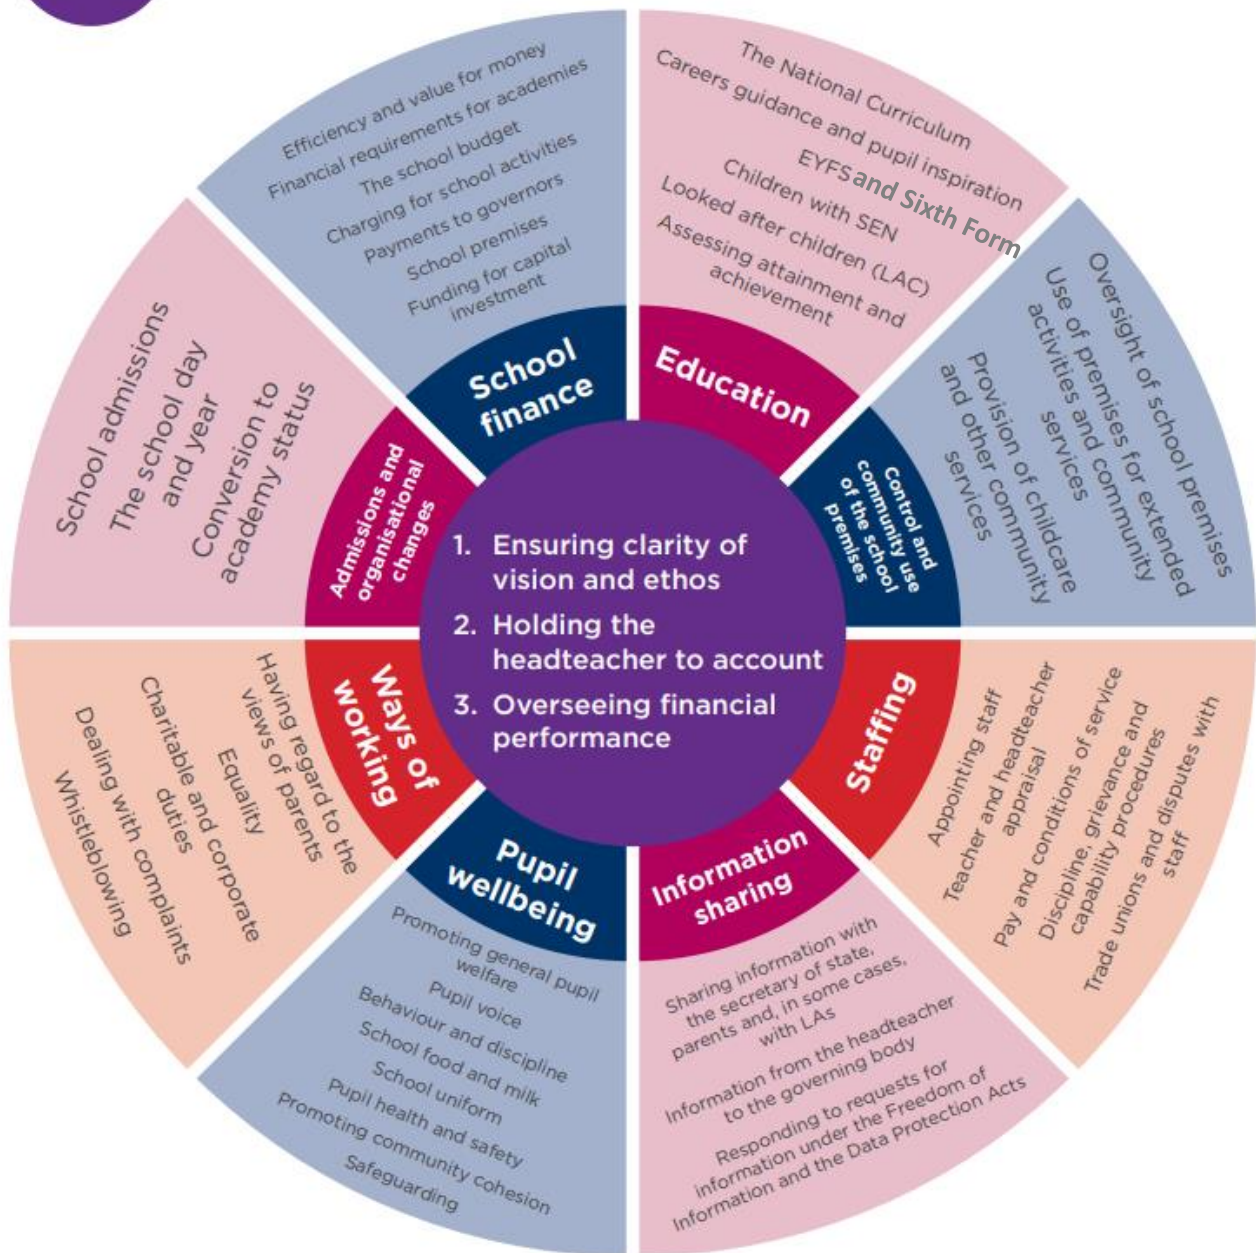 Efficiency and value for money
Financial requirements for academies
The school budget
Charging for school activities
Payments to governors
School premises
Funding for capital
investment
School
finance
The National Curriculum
Careers guidance and pupil inspiration
EYFS and Sixth Form
Children with SEN
Looked after children (LAC)
Assessing attainment and
achievement
Education
Oversight of school premises
Use of premises for extended
activities and community
services
Provision of childcare
and other community
services
Control and
community use
of the school
premises
Appointing staff
Teacher and headteacher
appraisal
Pay and conditions of service
Discipline, grievance and
capability procedures
Trade unions and disputes with
staff
Staffing
Information
sharing
Sharing information with
the secretary of state,
parents and, in some cases,
with LAs
Information from the headteacher
to the governing body
Responding to requests for
information under the Freedom of
Information and the Data Protection Acts
Pupil
wellbeing
Promoting general pupil
welfare
Pupil voice
Behaviour and discipline
School food and milk
School uniform
Pupil health and safety
Promoting community cohesion
Safeguarding
Ways of
working
Having regard to the
views of parents
Equality
Charitable and corporate
duties
Dealing with complaints
Whistleblowing
School admissions
The school day
and year
Conversion to
academy status
Admissions and
organisational
changes
1. Ensuring clarity of
vision and ethos
2. Holding the
headteacher to account
3. Overseeing financial
performance